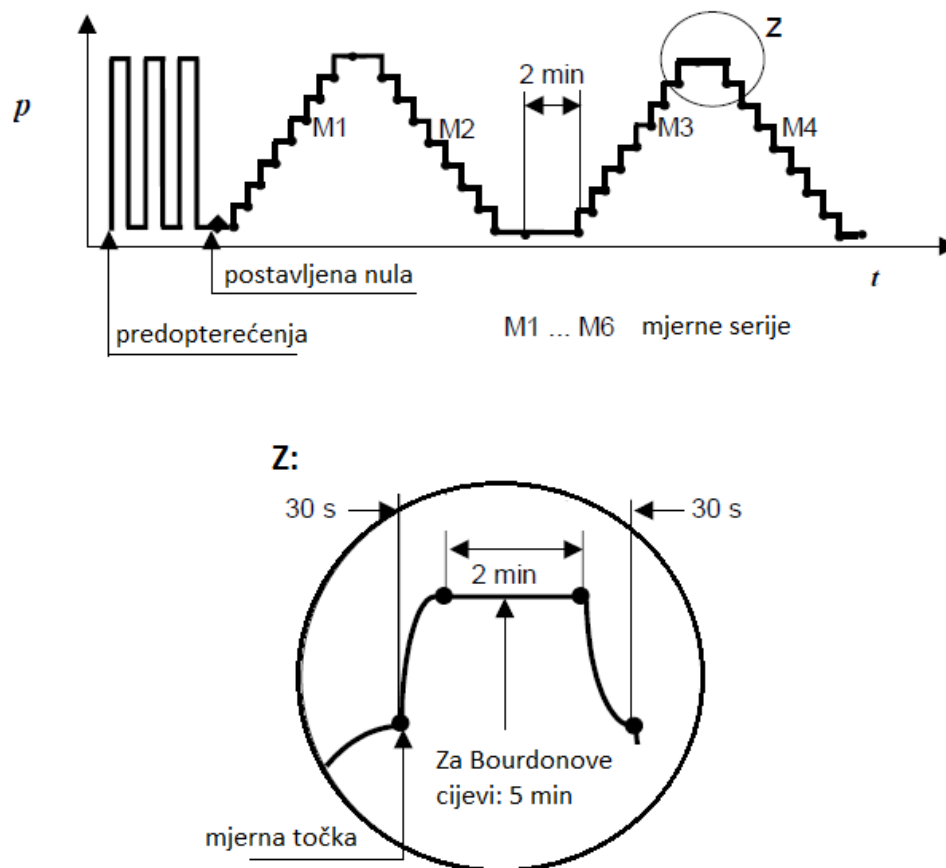 p
Z
2 min
M1
M2
M3
M4
postavljena nula
t
predopterećenja
M1 ... M6 mjerne serije
Z:
30 s
30 s
2 min
Za Bourdonove
cijevi: 5 min
mjerna točka